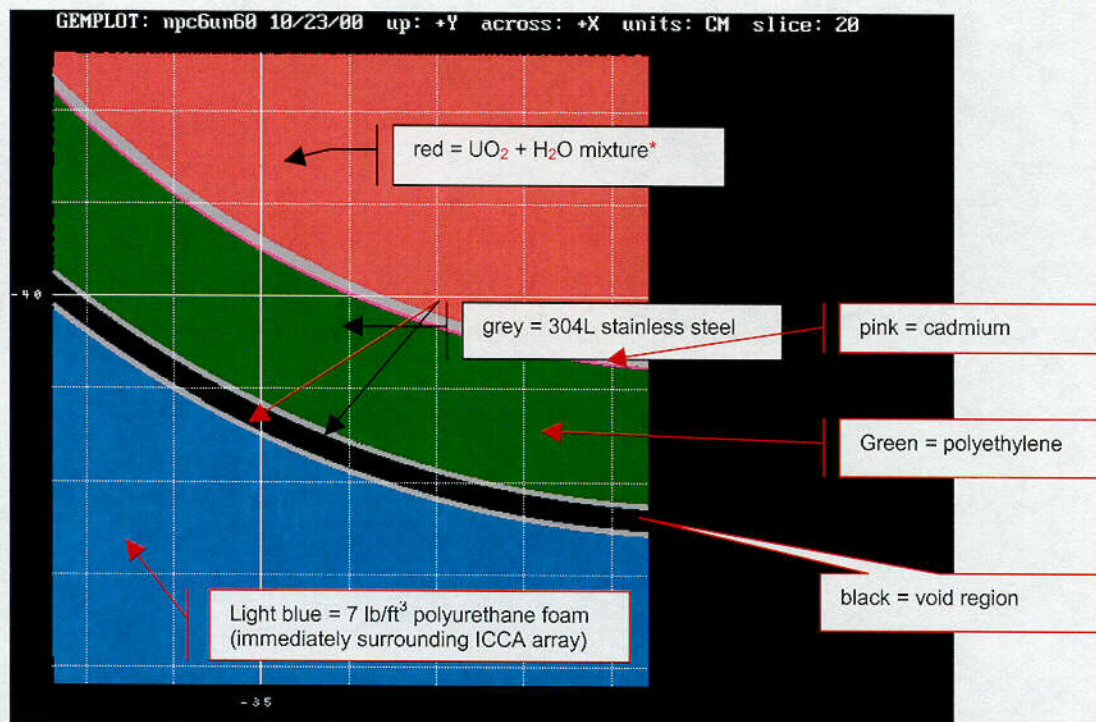 GEMPLOT: npc6un60 10/23/00 up: +Y across: +X units: CM slice: 20
red = UO₂ + H₂O mixture*
-40
grey = 304L stainless steel
pink = cadmium
Green = polyethylene
black = void region
Light blue = 7 lb/ft³ polyurethane foam
(immediately surrounding ICCA array)
-35